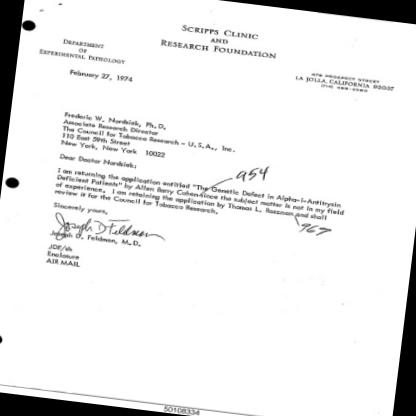 SCRIPPS CLINIC
AND
RESEARCH FOUNDATION
DEPARTMENT
OF
EXPERIMENTAL PATHOLOGY
476 PROSPECT STREET
LA JOLLA, CALIFORNIA 92037
February 27, 1974
Frederic W. Nordsiek, Ph.D.
Associate Research Director
The Council for Tobacco Research - U.S.A., Inc.
110 East 59th Street
New York, New York 10022
Dear Doctor Nordsiek:
954
I am returning the application entitled "The Genetic Defect in Alpha-1-Antitrysin
Deficient Patients" by Allen Barry Cohen since the subject matter is not in my field
of experience. I am retaining the application by Thomas L. Rossman and shall
review it for the Council for Tobacco Research.
967
Sincerely yours,
Joseph D Feldman
Joseph D. Feldman, M.D.
JDF/sh
Enclosure
AIR MAIL
50108334